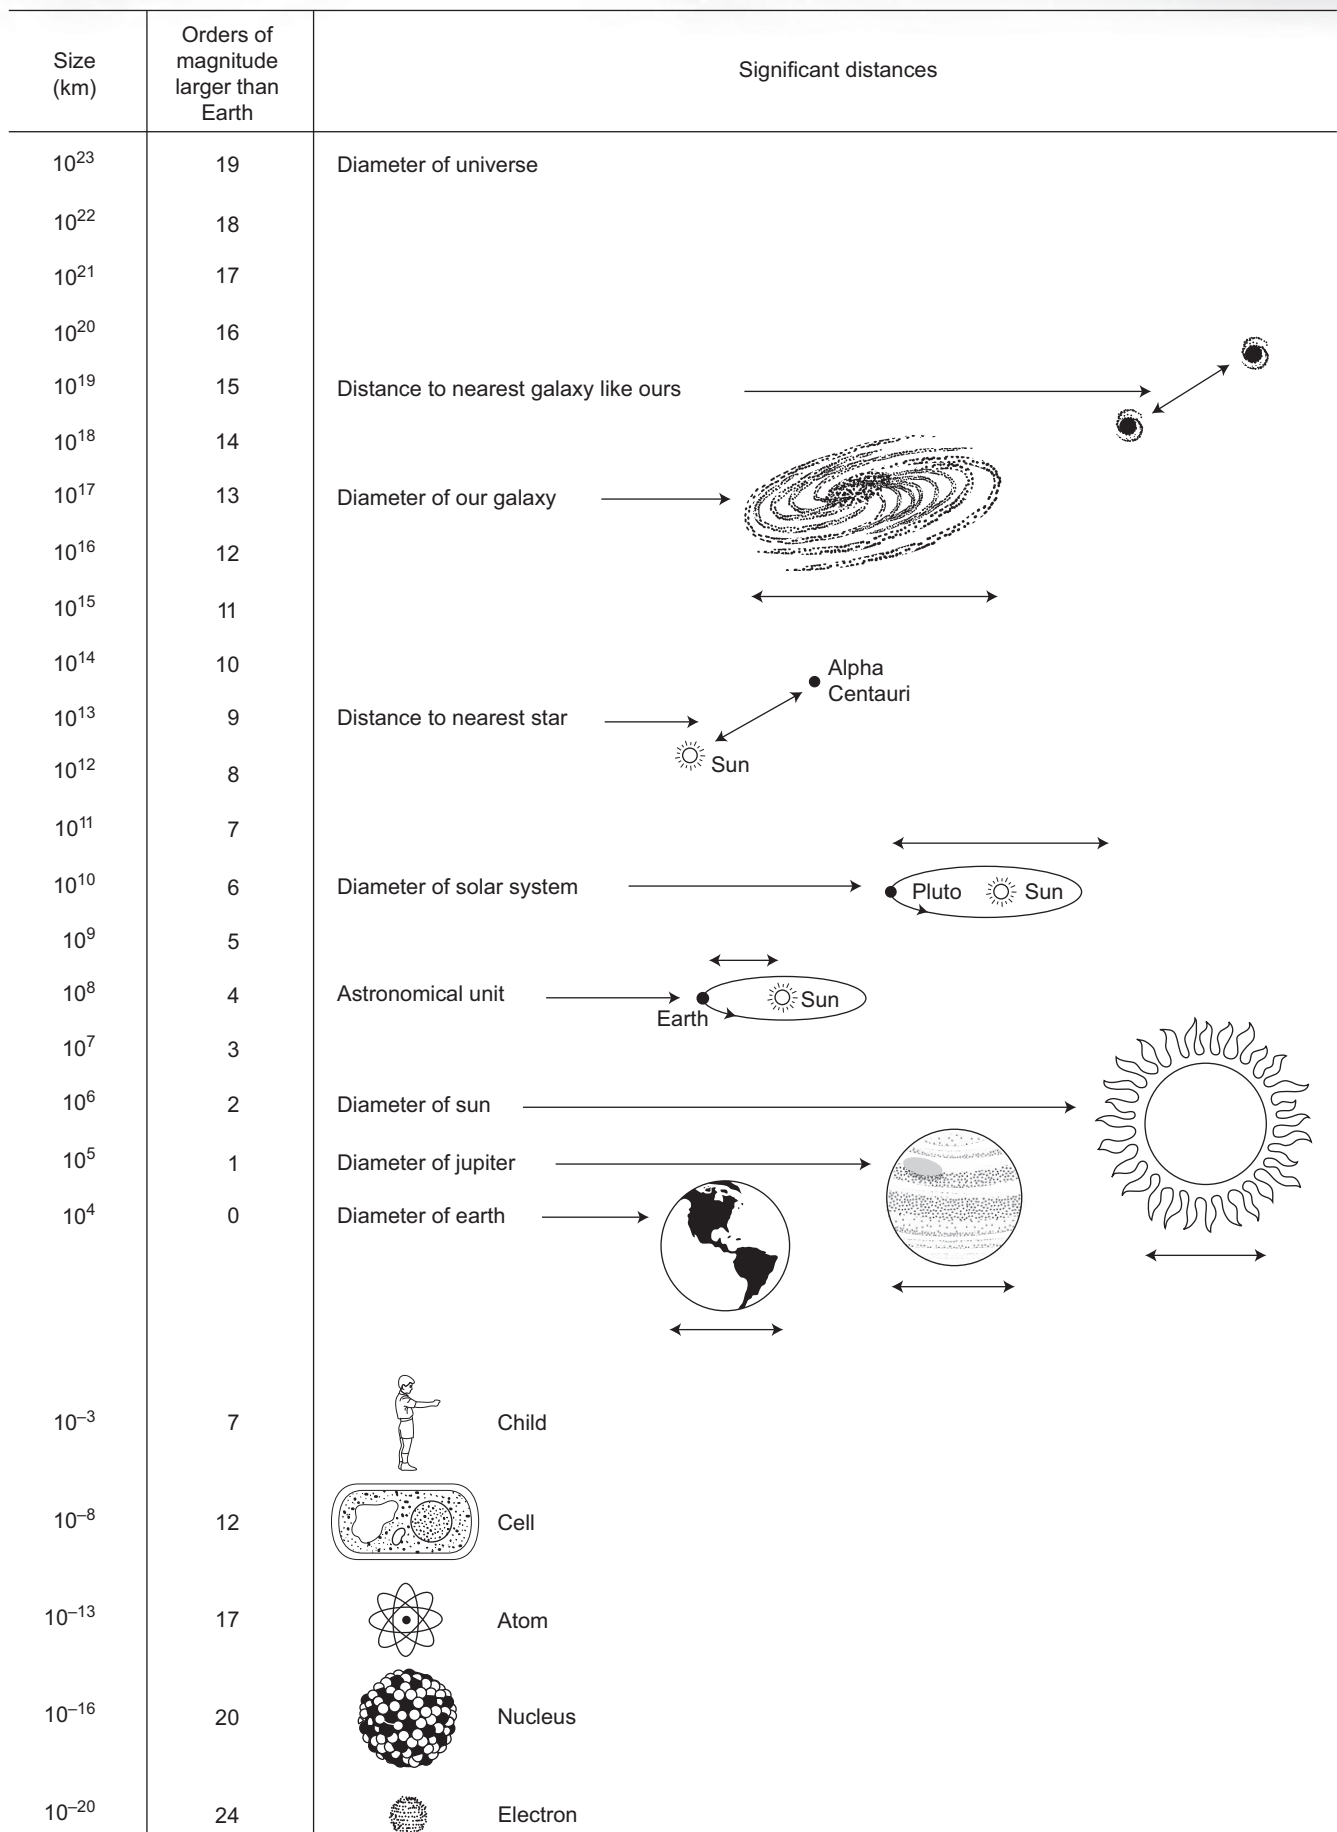 Size
(km)
Orders of
magnitude
larger than
Earth
Significant distances
10²³ 19 Diameter of universe
10²² 18
10²¹ 17
10²⁰ 16
10¹⁹ 15 Distance to nearest galaxy like ours
10¹⁸ 14
10¹⁷ 13 Diameter of our galaxy
10¹⁶ 12
10¹⁵ 11
10¹⁴ 10
Alpha
Centauri
10¹³ 9 Distance to nearest star
Sun
10¹² 8
10¹¹ 7
10¹⁰ 6 Diameter of solar system Pluto Sun
10⁹ 5
10⁸ 4 Astronomical unit Sun
Earth
10⁷ 3
10⁶ 2 Diameter of sun
10⁵ 1 Diameter of jupiter
10⁴ 0 Diameter of earth
10⁻³ 7 Child
10⁻⁸ 12 Cell
10⁻¹³ 17 Atom
10⁻¹⁶ 20 Nucleus
10⁻²⁰ 24 Electron